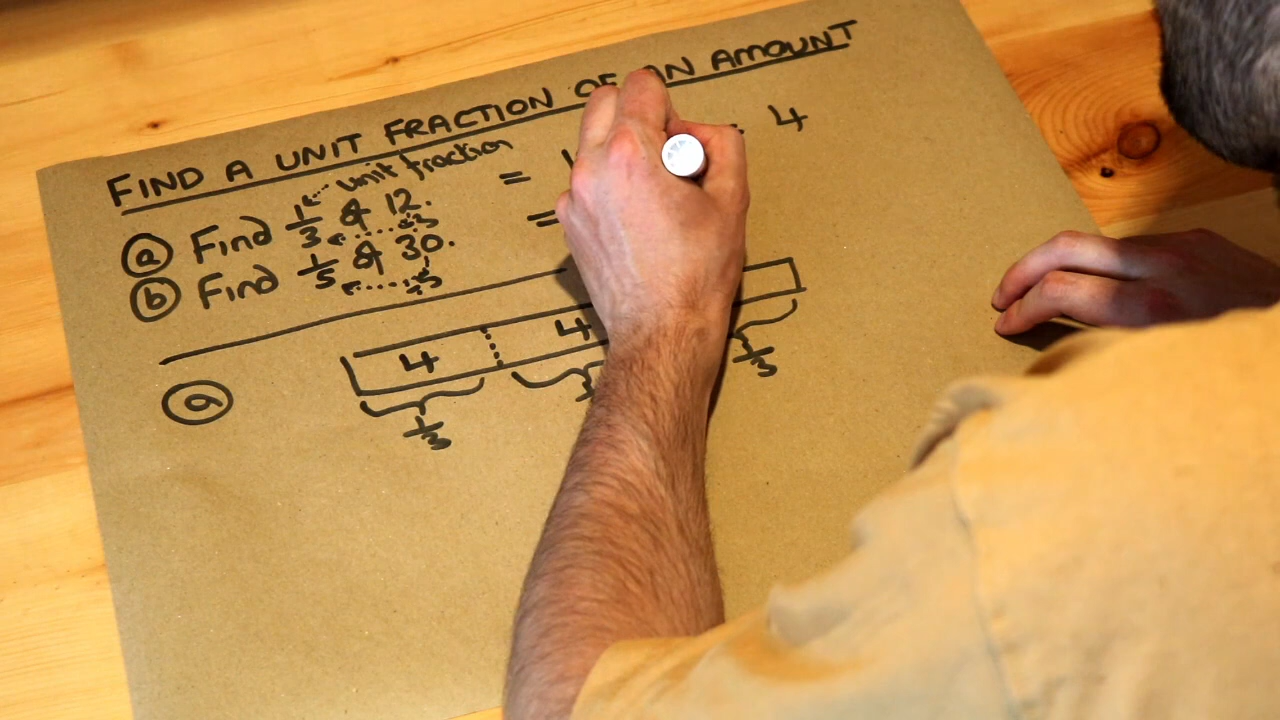 FIND A UNIT FRACTION OF AN AMOUNT
unit fraction
(a) Find 1/3 of 12. = 4
÷3
(b) Find 1/5 of 30. =
÷5
(a) 4 4
1/3 1/3